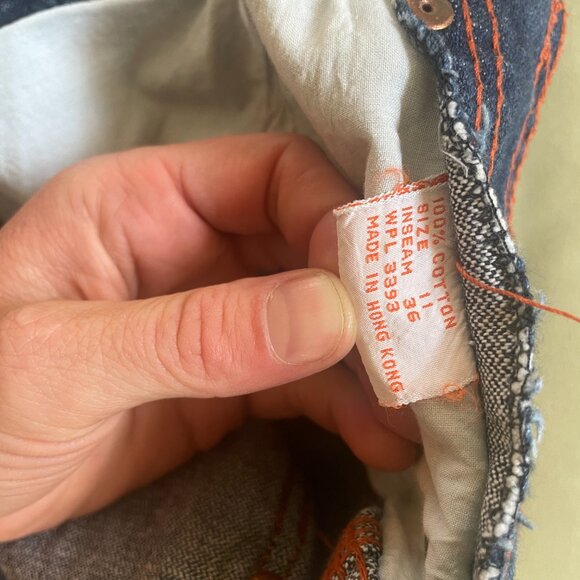 100% COTTON
SIZE 11
INSEAM 36
WPL 3393
MADE IN HONG KONG